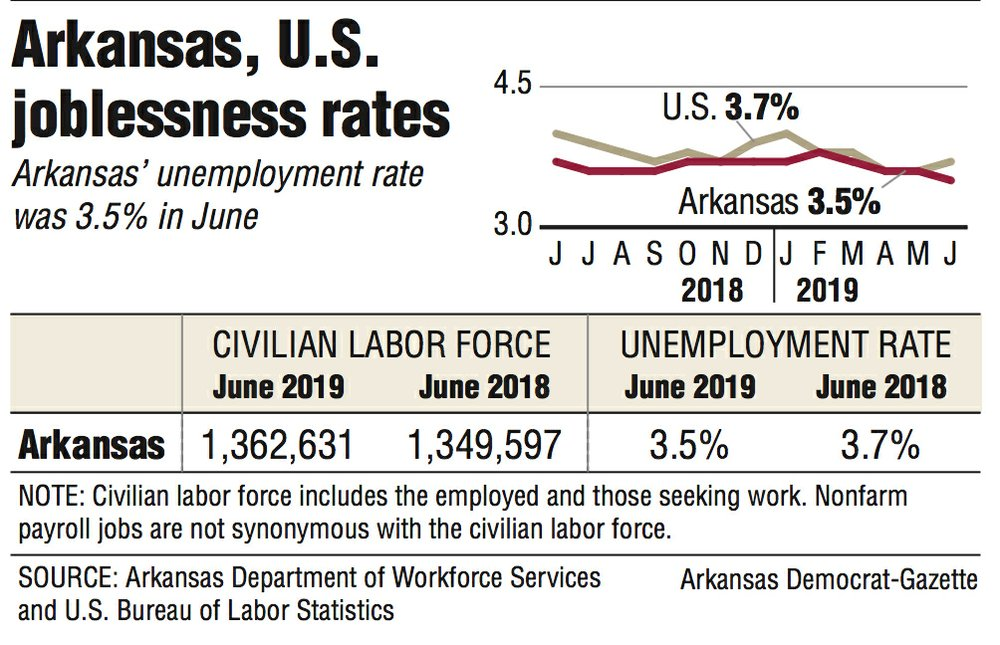 Arkansas, U.S.
joblessness rates
Arkansas’ unemployment rate
was 3.5% in June
4.5
U.S. 3.7%
Arkansas 3.5%
3.0
J J A S O N D J F M A M J
2018 2019
CIVILIAN LABOR FORCE UNEMPLOYMENT RATE
June 2019 June 2018 June 2019 June 2018
Arkansas 1,362,631 1,349,597 3.5% 3.7%
NOTE: Civilian labor force includes the employed and those seeking work. Nonfarm
payroll jobs are not synonymous with the civilian labor force.
SOURCE: Arkansas Department of Workforce Services Arkansas Democrat-Gazette
and U.S. Bureau of Labor Statistics